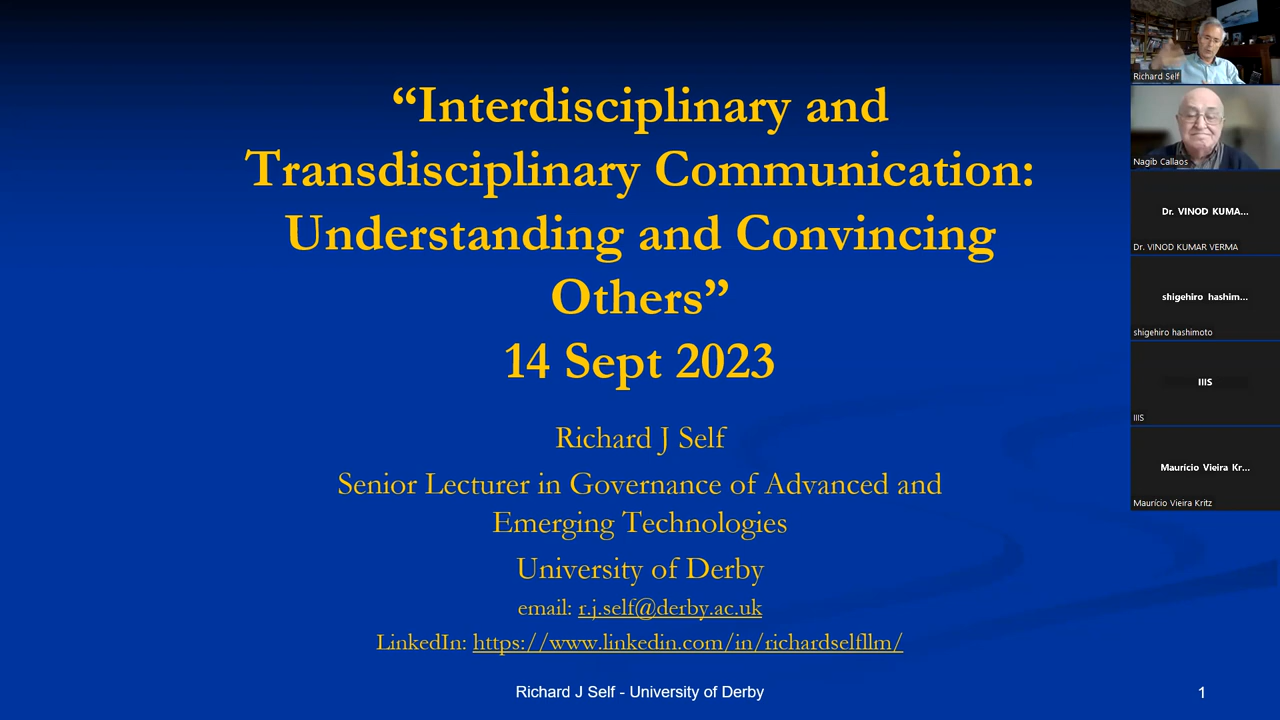 “Interdisciplinary and
Transdisciplinary Communication:
Understanding and Convincing
Others”
14 Sept 2023
Richard J Self
Senior Lecturer in Governance of Advanced and
Emerging Technologies
University of Derby
email: r.j.self@derby.ac.uk
LinkedIn: https://www.linkedin.com/in/richardselfllm/
Richard J Self - University of Derby
1
Richard Self
Nagib Callaos
Dr. VINOD KUMA...
Dr. VINOD KUMAR VERMA
shigehiro hashim...
shigehiro hashimoto
IIIS
IIIS
Maurício Vieira Kr...
Maurício Vieira Kritz